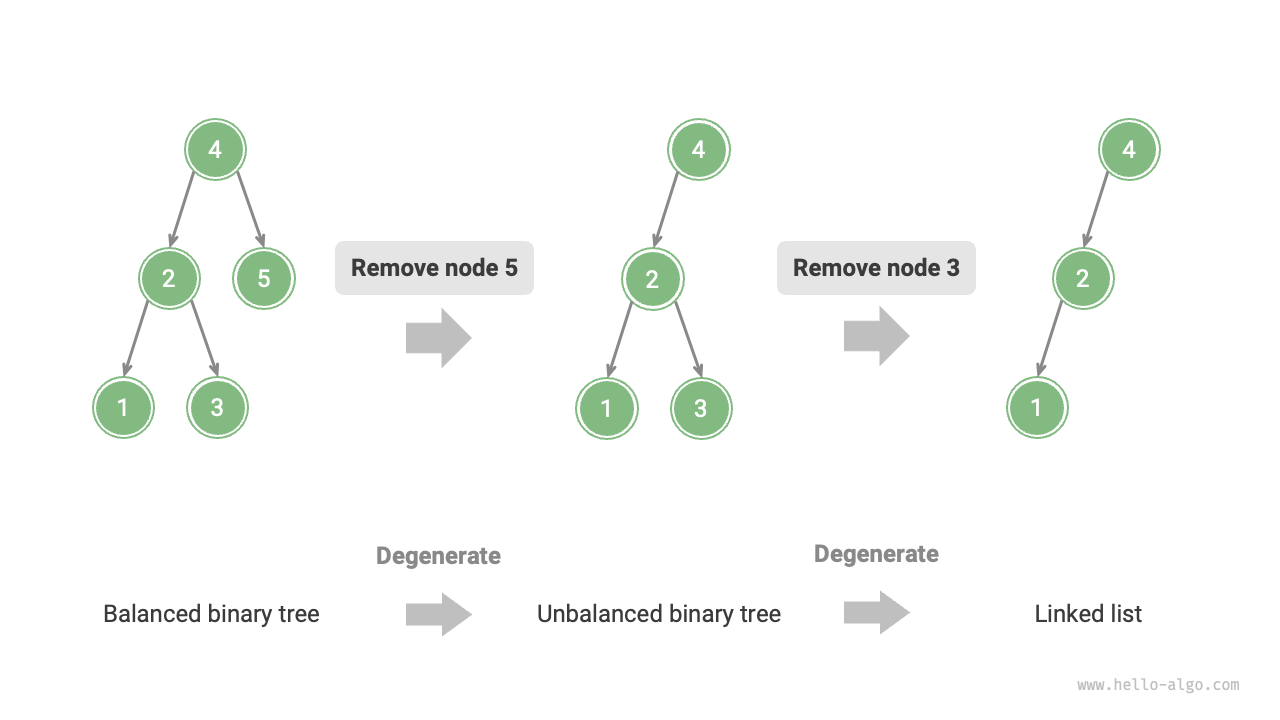 4
4
4
2
5
Remove node 5
2
Remove node 3
2
1
3
1
3
1
Degenerate
Degenerate
Balanced binary tree
Unbalanced binary tree
Linked list
www.hello-algo.com